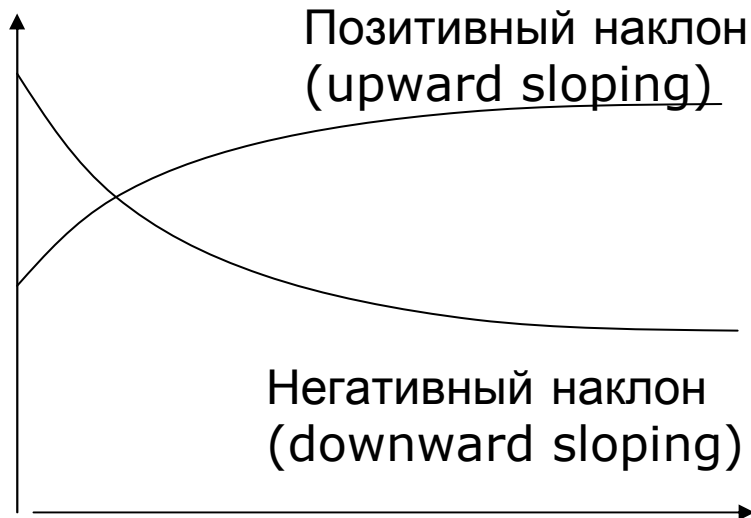 Позитивный наклон
(upward sloping)
Негативный наклон
(downward sloping)